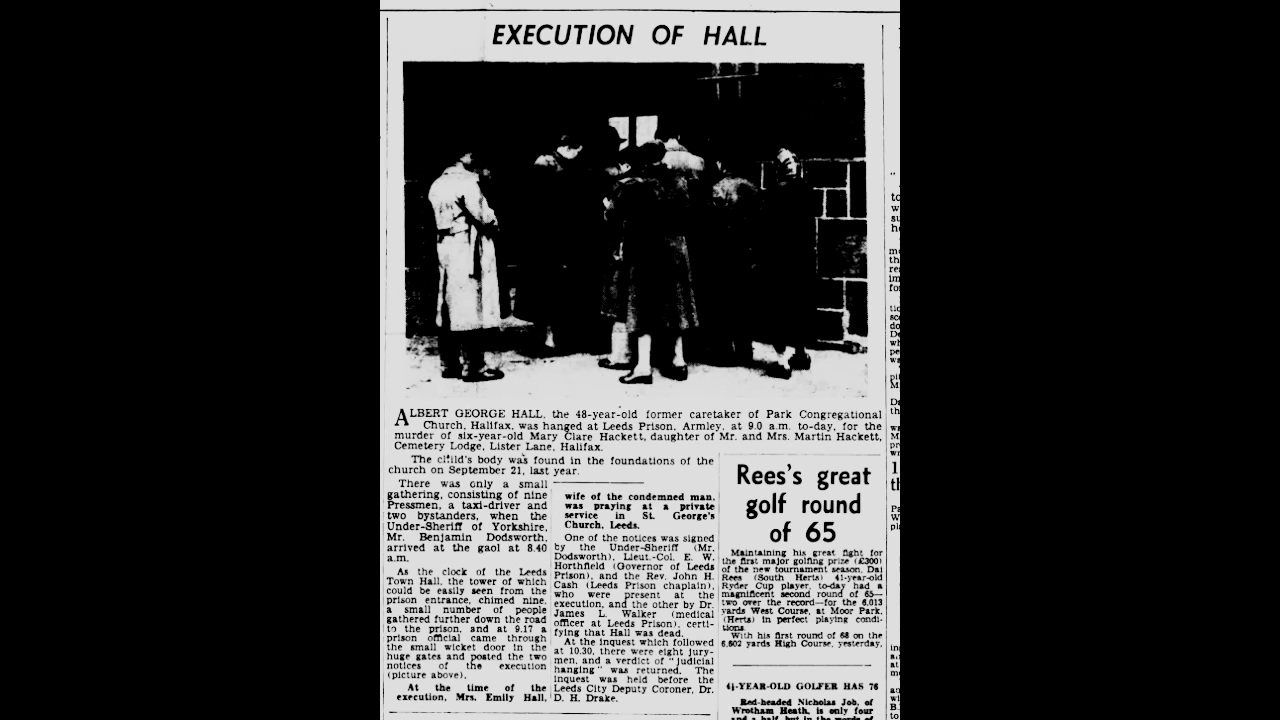 EXECUTION OF HALL
ALBERT GEORGE HALL, the 48-year-old former caretaker of Park Congregational
Church, Halifax, was hanged at Leeds Prison, Armley, at 9.0 a.m. to-day, for the
murder of six-year-old Mary Clare Hackett, daughter of Mr. and Mrs. Martin Hackett,
Cemetery Lodge, Lister Lane, Halifax.
The child's body was found in the foundations of the
church on September 21, last year.
There was only a small
gathering, consisting of nine
Pressmen, a taxi-driver and
two bystanders, when the
Under-Sheriff of Yorkshire,
Mr. Benjamin Dodsworth,
arrived at the gaol at 8.40
a.m.
As the clock of the Leeds
Town Hall, the tower of which
could be easily seen from the
prison entrance, chimed nine,
a small number of people
gathered further down the road
to the prison, and at 9.17 a
prison official came through
the small wicket door in the
huge gates and posted the two
notices of the execution
(picture above).
At the time of the
execution, Mrs. Emily Hall,
wife of the condemned man,
was praying at a private
service in St. George's
Church, Leeds.
One of the notices was signed
by the Under-Sheriff (Mr.
Dodsworth), Lieut.-Col. E. W.
Horthfield (Governor of Leeds
Prison), and the Rev. John H.
Cash (Leeds Prison chaplain),
who were present at the
execution, and the other by Dr.
James L. Walker (medical
officer at Leeds Prison), certi-
fying that Hall was dead.
At the inquest which followed
at 10.30, there were eight jury-
men, and a verdict of "judicial
hanging" was returned. The
inquest was held before the
Leeds City Deputy Coroner, Dr.
D. H. Drake.
Rees's great
golf round
of 65
Maintaining his great fight for
the first major golfing prize (£300)
of the new tournament season, Dai
Rees (South Herts) 41-year-old
Ryder Cup player, to-day had a
magnificent second round of 65—
two over the record—for the 6,013
yards West Course, at Moor Park,
(Herts) in perfect playing condi-
tions.
With his first round of 68 on the
6,602 yards High Course, yesterday,
4½-YEAR-OLD GOLFER HAS 76
Red-headed Nicholas Job, of
Wrotham Heath, is only four
and a half, but in the words of